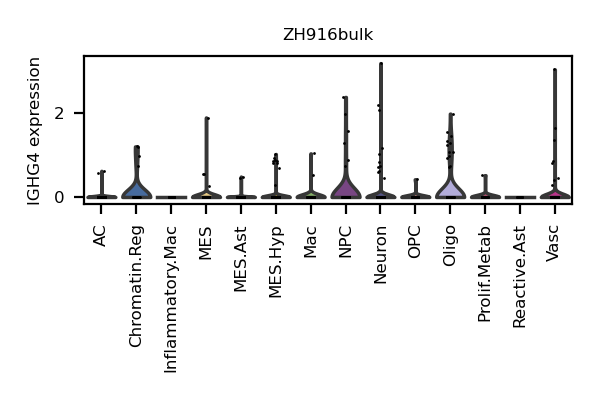 ZH916bulk
IGHG4 expression
2
0
AC
Chromatin.Reg
Inflammatory.Mac
MES
MES.Ast
MES.Hyp
Mac
NPC
Neuron
OPC
Oligo
Prolif.Metab
Reactive.Ast
Vasc